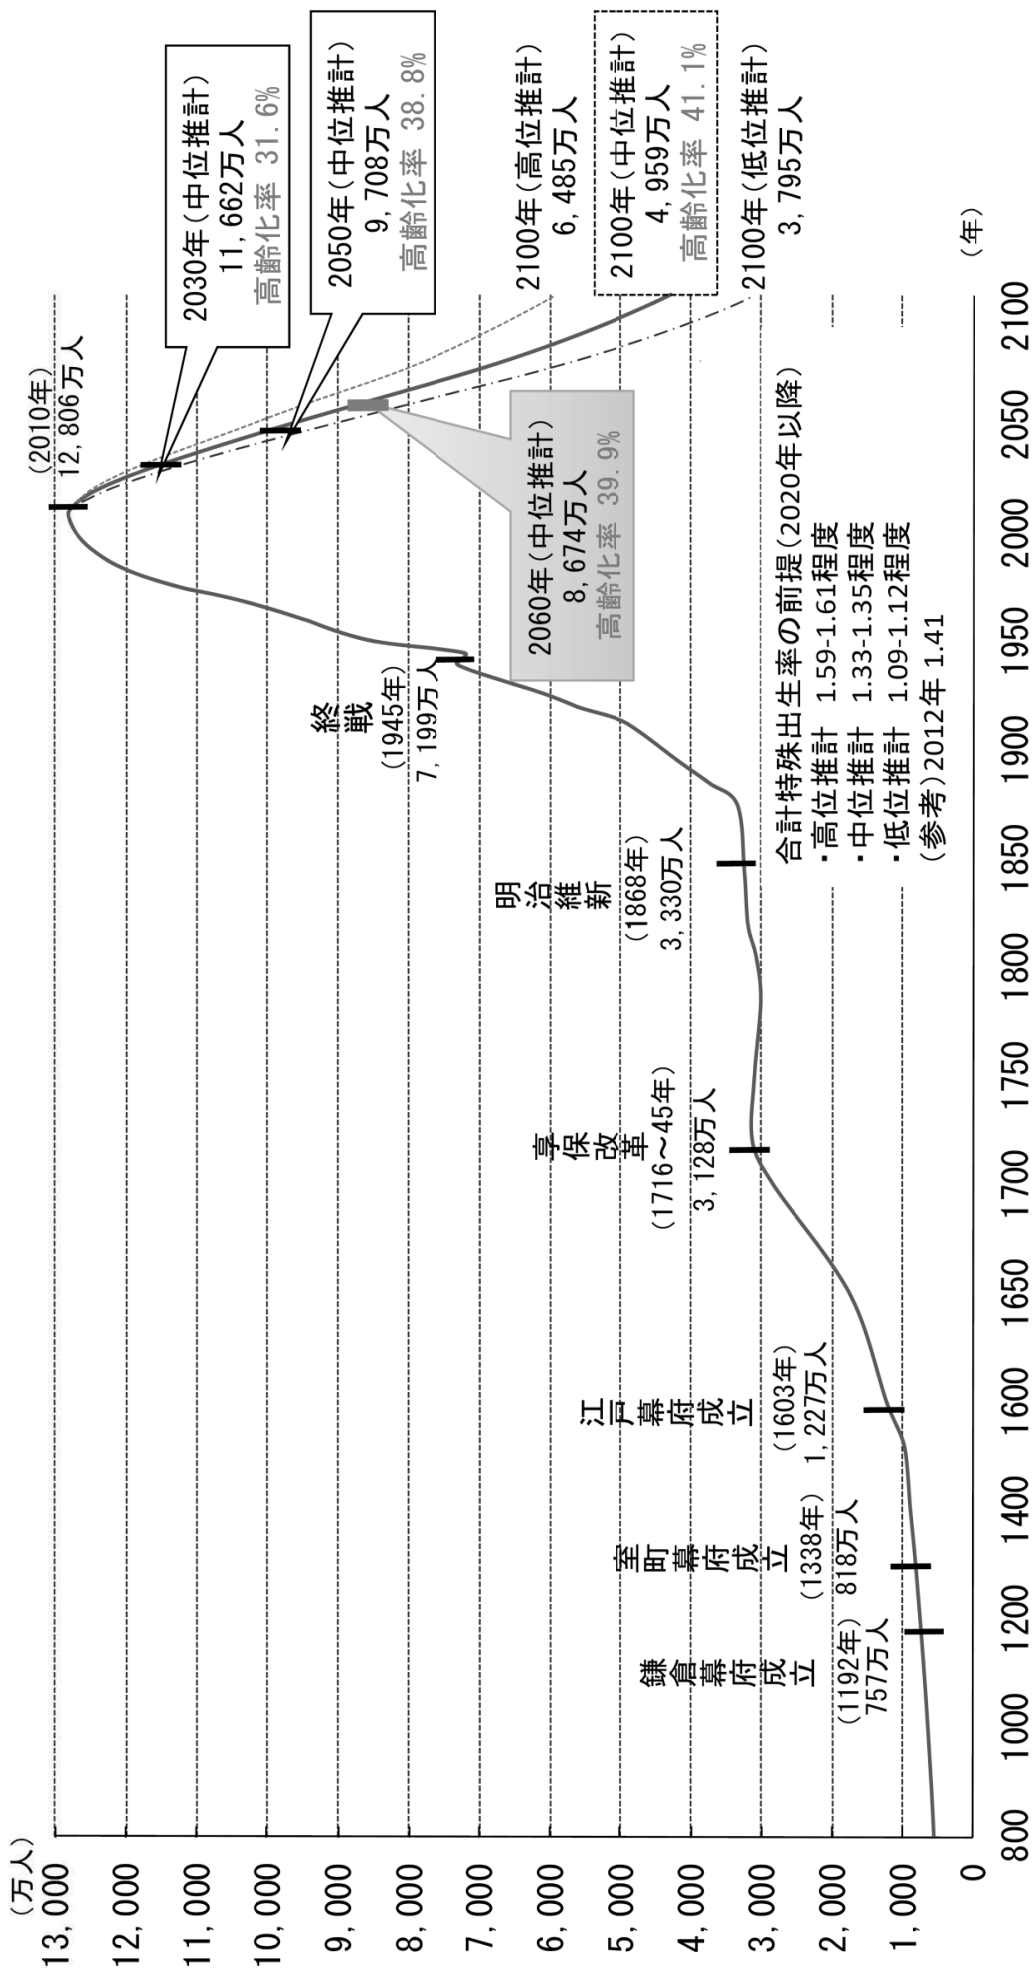 (万人)
13,000
12,000
11,000
10,000
9,000
8,000
7,000
6,000
5,000
4,000
3,000
2,000
1,000
0
800
1000
1200
1400
1600
1650
1700
1750
1800
1850
1900
1950
2000
2050
2100
(年)
鎌倉幕府成立
(1192年)
757万人
室町幕府成立
(1338年)
818万人
江戸幕府成立
(1603年)
1,227万人
享保改革
(1716～45年)
3,128万人
明治維新
(1868年)
3,330万人
終戦
(1945年)
7,199万人
(2010年)
12,806万人
2030年(中位推計)
11,662万人
高齢化率 31.6%
2050年(中位推計)
9,708万人
高齢化率 38.8%
2060年(中位推計)
8,674万人
高齢化率 39.9%
2100年(高位推計)
6,485万人
2100年(中位推計)
4,959万人
高齢化率 41.1%
2100年(低位推計)
3,795万人
合計特殊出生率の前提(2020年以降)
・高位推計 1.59-1.61程度
・中位推計 1.33-1.35程度
・低位推計 1.09-1.12程度
(参考)2012年 1.41